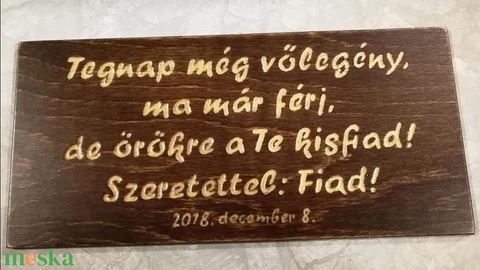 Tegnap még vőlegény,
ma már férj,
de örökre a Te kisfiad!
Szeretettel: Fiad!
2018. december 8.
meska